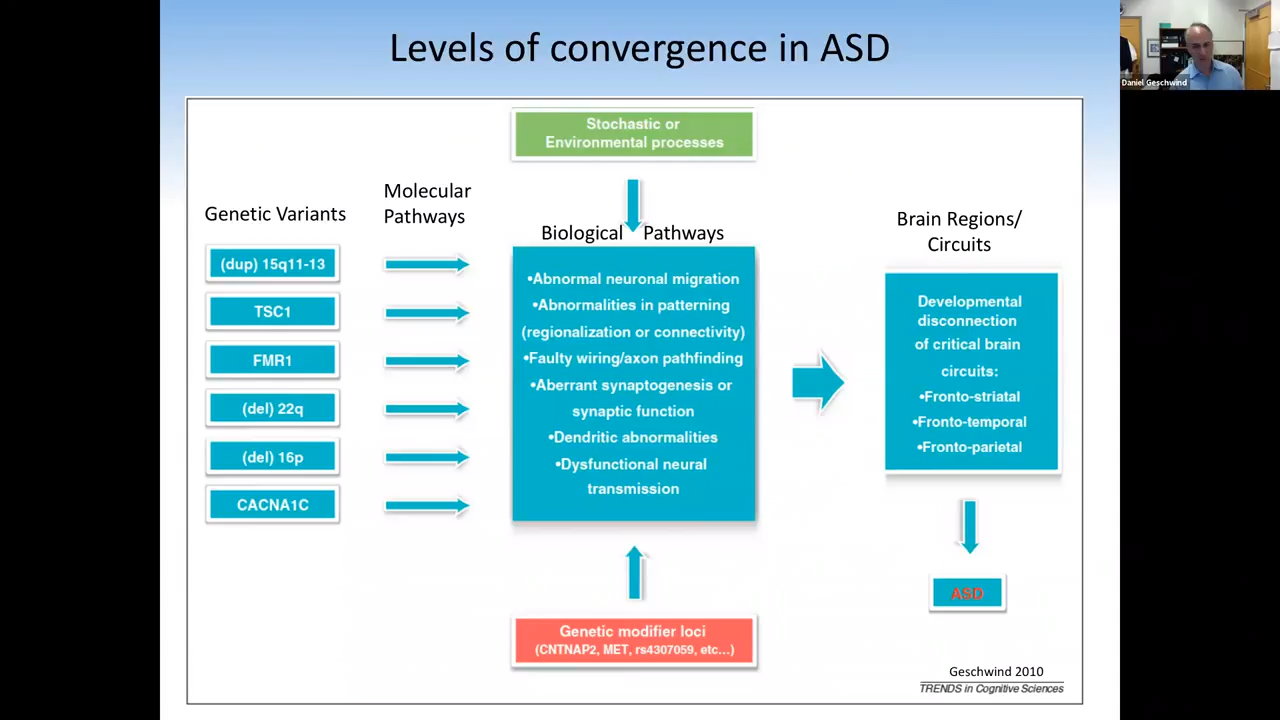 Levels of convergence in ASD
Daniel Geschwind
Stochastic or
Environmental processes
Genetic Variants
Molecular
Pathways
Biological Pathways
Brain Regions/
Circuits
(dup) 15q11-13
TSC1
FMR1
(del) 22q
(del) 16p
CACNA1C
•Abnormal neuronal migration
•Abnormalities in patterning
(regionalization or connectivity)
•Faulty wiring/axon pathfinding
•Aberrant synaptogenesis or
synaptic function
•Dendritic abnormalities
•Dysfunctional neural
transmission
Developmental
disconnection
of critical brain
circuits:
•Fronto-striatal
•Fronto-temporal
•Fronto-parietal
ASD
Genetic modifier loci
(CNTNAP2, MET, rs4307059, etc...)
Geschwind 2010
TRENDS in Cognitive Sciences